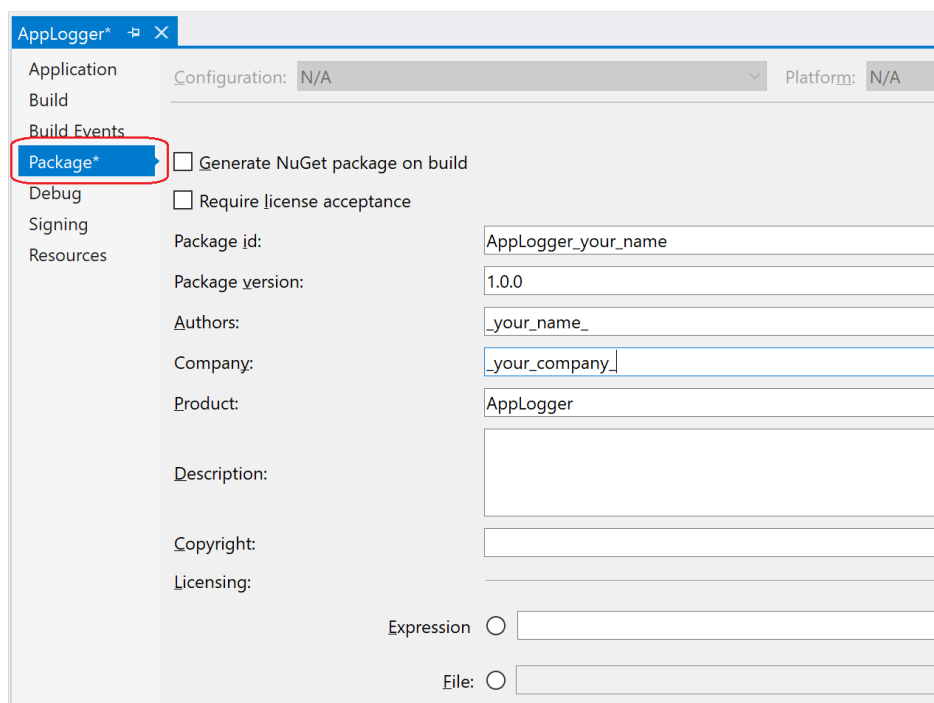 AppLogger*
Application
Build
Build Events
Package*
Debug
Signing
Resources
Configuration: N/A Platform: N/A
Generate NuGet package on build
Require license acceptance
Package id: AppLogger_your_name
Package version: 1.0.0
Authors: _your_name_
Company: _your_company_
Product: AppLogger
Description:
Copyright:
Licensing:
Expression
File: